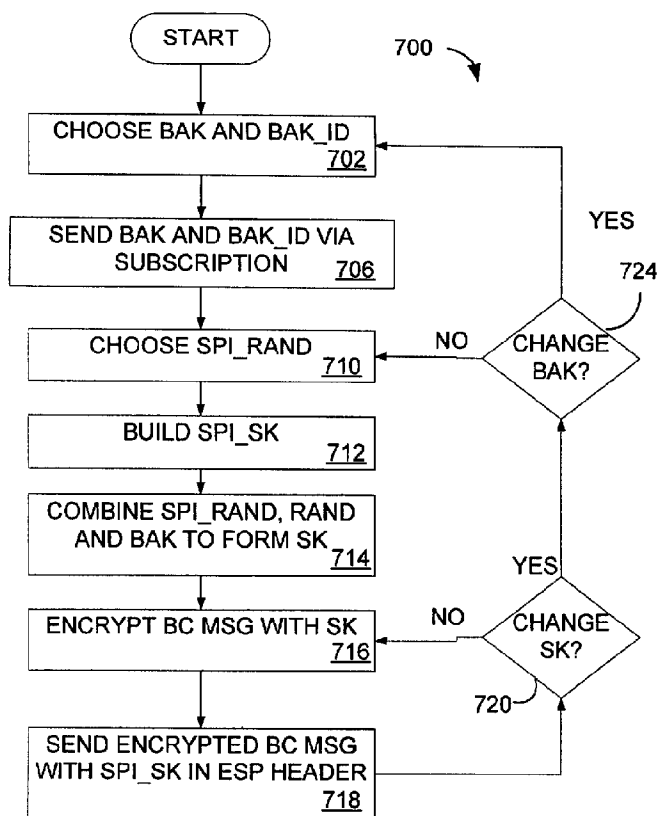 START
700
CHOOSE BAK AND BAK_ID
702
SEND BAK AND BAK_ID VIA
SUBSCRIPTION
706
YES
724
CHOOSE SPI_RAND
710
NO
CHANGE
BAK?
BUILD SPI_SK
712
COMBINE SPI_RAND, RAND
AND BAK TO FORM SK
714
YES
ENCRYPT BC MSG WITH SK
716
NO
CHANGE
SK?
720
SEND ENCRYPTED BC MSG
WITH SPI_SK IN ESP HEADER
718